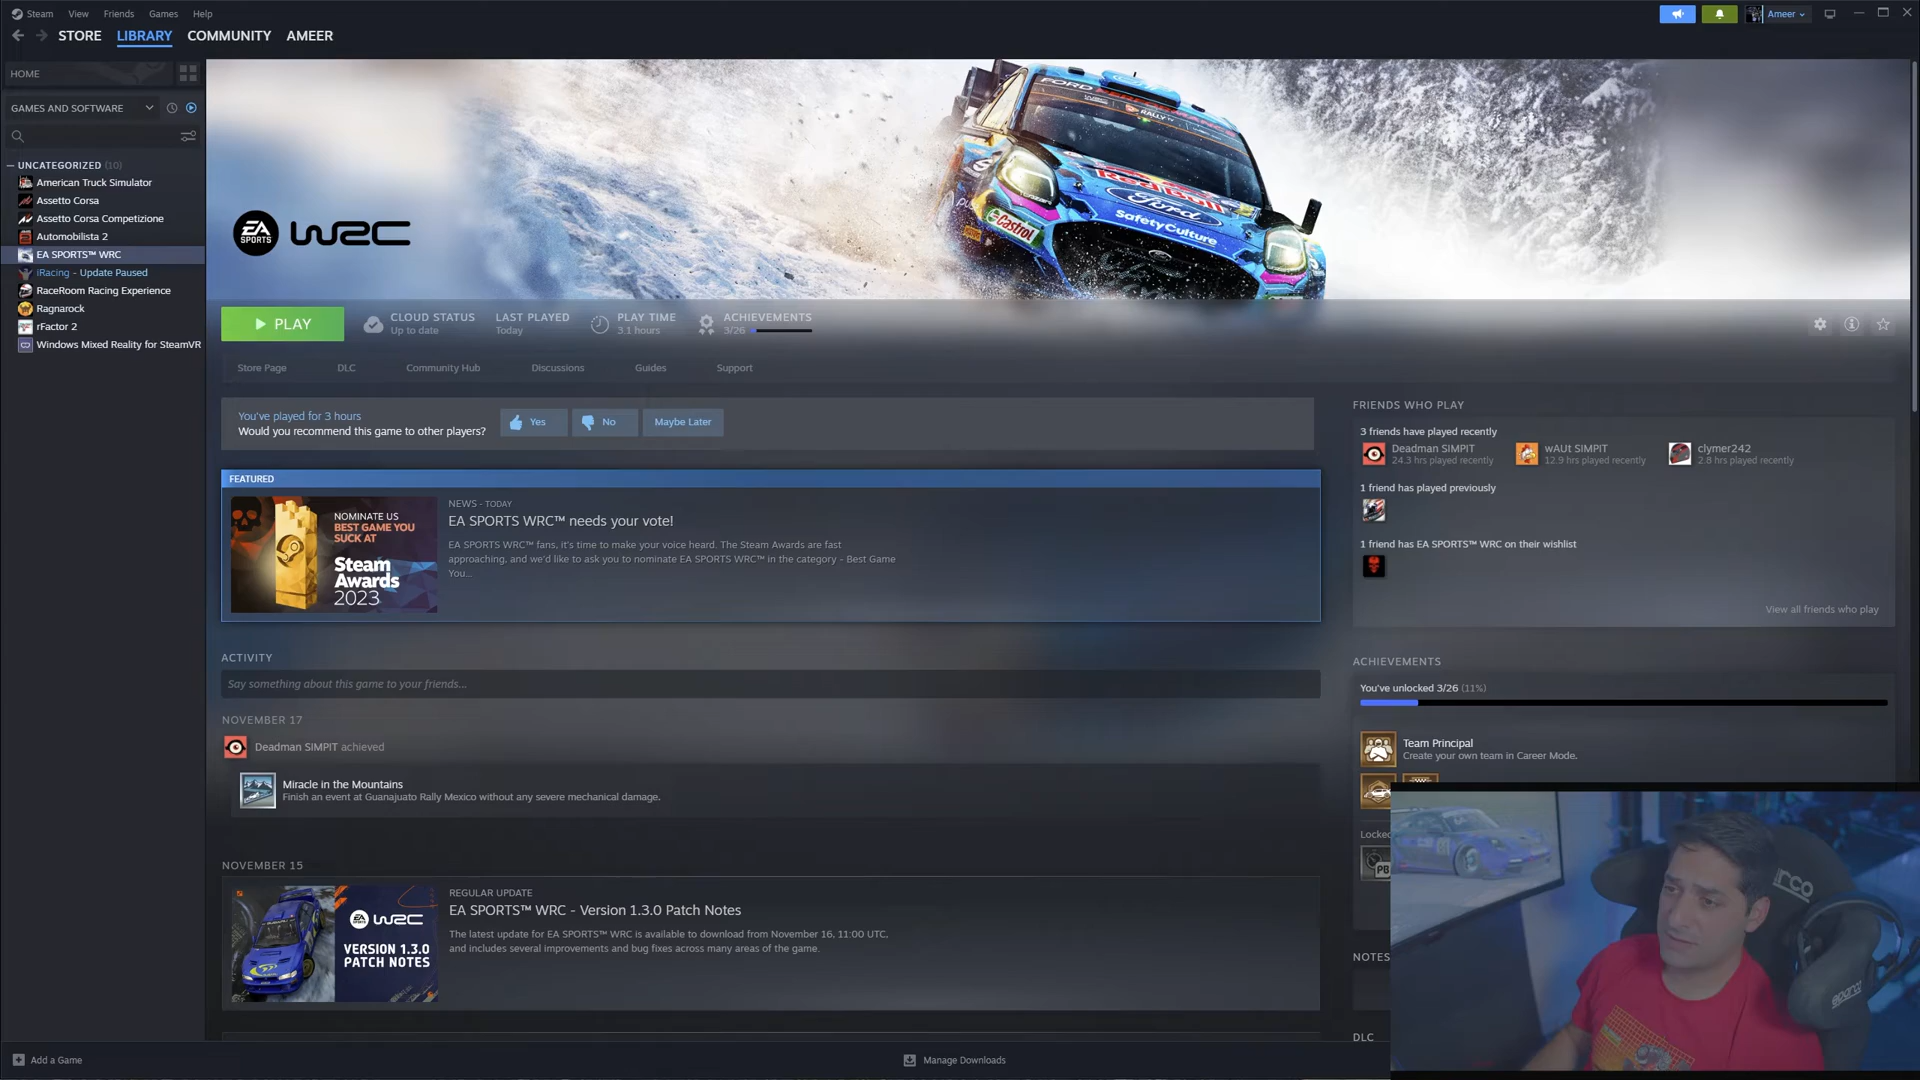 Steam View Friends Games Help
Ameer
STORE LIBRARY COMMUNITY AMEER
HOME
GAMES AND SOFTWARE
UNCATEGORIZED (10)
American Truck Simulator
Assetto Corsa
Assetto Corsa Competizione
Automobilista 2
EA SPORTS™ WRC
iRacing - Update Paused
RaceRoom Racing Experience
Ragnarock
rFactor 2
Windows Mixed Reality for SteamVR
FORD PERFORMANCE
RALLY TV
Red Bull
Ford
Castrol
SafetyCulture
EA SPORTS WRC
PLAY
CLOUD STATUS
Up to date
LAST PLAYED
Today
PLAY TIME
3.1 hours
ACHIEVEMENTS
3/26
Store Page DLC Community Hub Discussions Guides Support
You've played for 3 hours
Would you recommend this game to other players?
Yes No Maybe Later
FEATURED
NOMINATE US
BEST GAME YOU
SUCK AT
Steam
Awards
2023
NEWS - TODAY
EA SPORTS WRC™ needs your vote!
EA SPORTS WRC™ fans, it's time to make your voice heard. The Steam Awards are fast
approaching, and we'd like to ask you to nominate EA SPORTS WRC™ in the category - Best Game
You...
ACTIVITY
Say something about this game to your friends...
NOVEMBER 17
Deadman SIMPIT achieved
Miracle in the Mountains
Finish an event at Guanajuato Rally Mexico without any severe mechanical damage.
NOVEMBER 15
EA SPORTS WRC
VERSION 1.3.0
PATCH NOTES
REGULAR UPDATE
EA SPORTS™ WRC - Version 1.3.0 Patch Notes
The latest update for EA SPORTS™ WRC is available to download from November 16, 11:00 UTC,
and includes several improvements and bug fixes across many areas of the game.
FRIENDS WHO PLAY
3 friends have played recently
Deadman SIMPIT
24.3 hrs played recently
wAUt SIMPIT
12.9 hrs played recently
clymer242
2.8 hrs played recently
1 friend has played previously
1 friend has EA SPORTS™ WRC on their wishlist
View all friends who play
ACHIEVEMENTS
You've unlocked 3/26 (11%)
Team Principal
Create your own team in Career Mode.
Locked
PB
NOTES
DLC
sparco
Add a Game
Manage Downloads